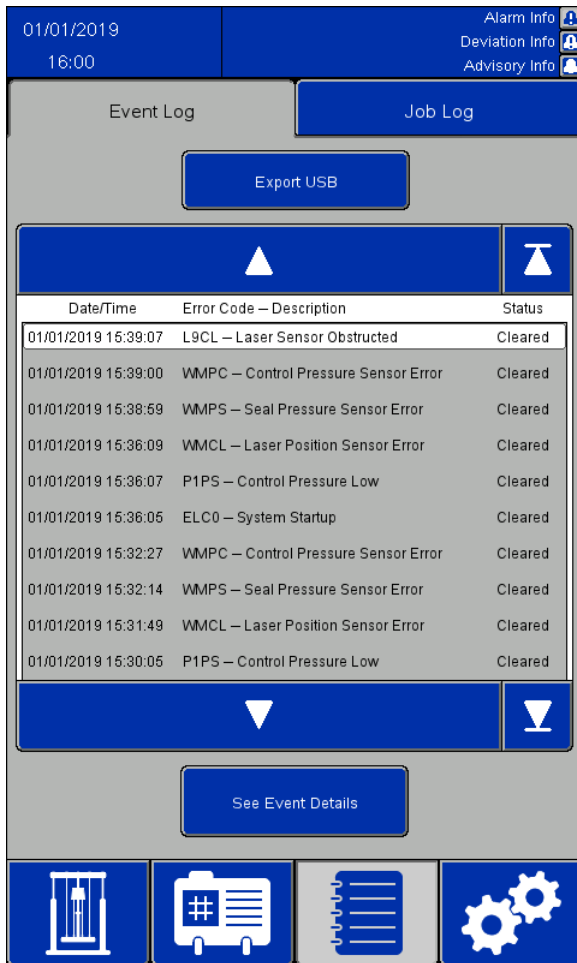 01/01/2019
16:00
Alarm Info
Deviation Info
Advisory Info
Event Log
Job Log
Export USB
Date/Time Error Code – Description Status
01/01/2019 15:39:07 L9CL – Laser Sensor Obstructed Cleared
01/01/2019 15:39:00 WMPC – Control Pressure Sensor Error Cleared
01/01/2019 15:38:59 WMPS – Seal Pressure Sensor Error Cleared
01/01/2019 15:36:09 WMCL – Laser Position Sensor Error Cleared
01/01/2019 15:36:07 P1PS – Control Pressure Low Cleared
01/01/2019 15:36:05 ELC0 – System Startup Cleared
01/01/2019 15:32:27 WMPC – Control Pressure Sensor Error Cleared
01/01/2019 15:32:14 WMPS – Seal Pressure Sensor Error Cleared
01/01/2019 15:31:49 WMCL – Laser Position Sensor Error Cleared
01/01/2019 15:30:05 P1PS – Control Pressure Low Cleared
See Event Details
#